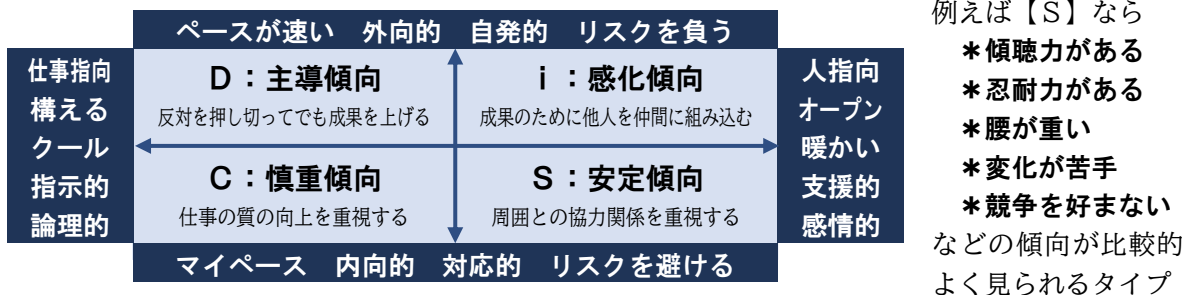 ペースが速い 外向的 自発的 リスクを負う
仕事指向
構える
クール
指示的
論理的
D：主導傾向
反対を押し切ってでも成果を上げる
i：感化傾向
成果のために他人を仲間に組み込む
C：慎重傾向
仕事の質の向上を重視する
S：安定傾向
周囲との協力関係を重視する
人指向
オープン
暖かい
支援的
感情的
マイペース 内向的 対応的 リスクを避ける
例えば【S】なら
＊傾聴力がある
＊忍耐力がある
＊腰が重い
＊変化が苦手
＊競争を好まない
などの傾向が比較的
よく見られるタイプ